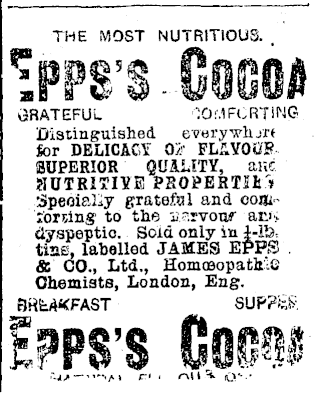 THE MOST NUTRITIOUS.
EPPS'S COCOA
GRATEFUL COMFORTING
Distinguished everywhere
for DELICACY OF FLAVOUR
SUPERIOR QUALITY, and
NUTRITIVE PROPERTIES
Specially grateful and com-
forting to the nervous and
dyspeptic. Sold only in ¼-lb.
tins, labelled JAMES EPPS
& CO., Ltd., Homœopathic
Chemists, London, Eng.
BREAKFAST SUPPER
EPPS'S COCOA